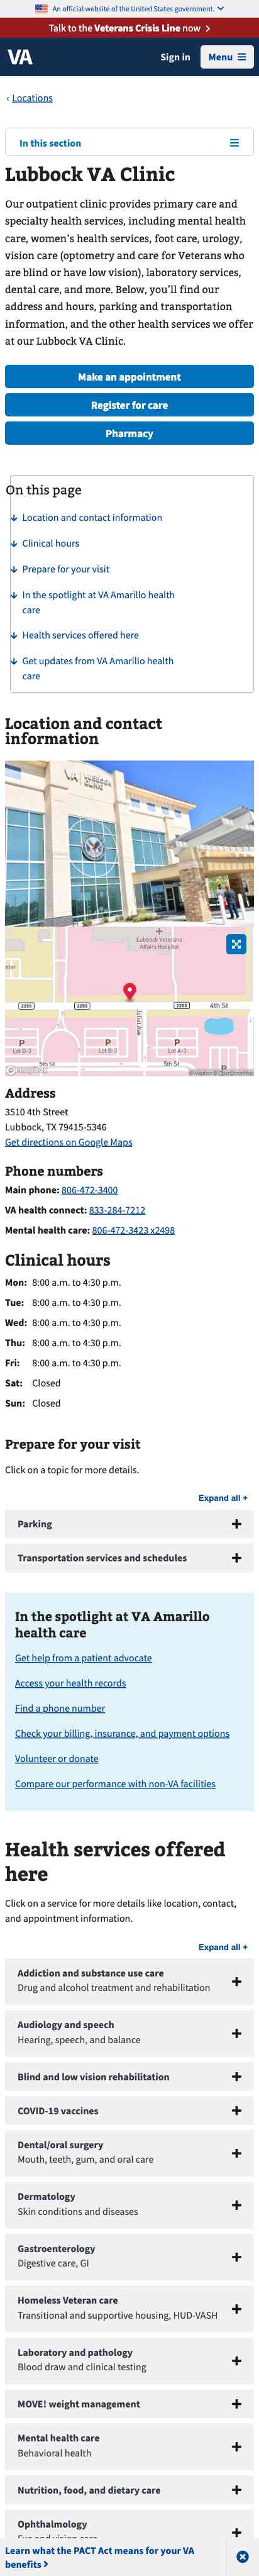 An official website of the United States government.
Talk to the Veterans Crisis Line now
VA
Sign in
Menu
Locations
In this section
Lubbock VA Clinic
Our outpatient clinic provides primary care and
specialty health services, including mental health
care, women's health services, foot care, urology,
vision care (optometry and care for Veterans who
are blind or have low vision), laboratory services,
dental care, and more. Below, you'll find our
address and hours, parking and transportation
information, and the other health services we offer
at our Lubbock VA Clinic.
Make an appointment
Register for care
Pharmacy
On this page
Location and contact information
Clinical hours
Prepare for your visit
In the spotlight at VA Amarillo health
care
Health services offered here
Get updates from VA Amarillo health
care
Location and contact
information
VA LUBBOCK
CLINIC
Lubbock Veterans
Affairs Hospital
2255
2255
2255
4th St
Joliet Ave
P
P
P
Lot D-3
Lot B-3
Lot A-3
5th St
5th St
P
mapbox
© Mapbox © OpenStreetMap
Address
3510 4th Street
Lubbock, TX 79415-5346
Get directions on Google Maps
Phone numbers
Main phone: 806-472-3400
VA health connect: 833-284-7212
Mental health care: 806-472-3423 x2498
Clinical hours
Mon: 8:00 a.m. to 4:30 p.m.
Tue: 8:00 a.m. to 4:30 p.m.
Wed: 8:00 a.m. to 4:30 p.m.
Thu: 8:00 a.m. to 4:30 p.m.
Fri: 8:00 a.m. to 4:30 p.m.
Sat: Closed
Sun: Closed
Prepare for your visit
Click on a topic for more details.
Expand all +
Parking
Transportation services and schedules
In the spotlight at VA Amarillo
health care
Get help from a patient advocate
Access your health records
Find a phone number
Check your billing, insurance, and payment options
Volunteer or donate
Compare our performance with non-VA facilities
Health services offered
here
Click on a service for more details like location, contact,
and appointment information.
Expand all +
Addiction and substance use care
Drug and alcohol treatment and rehabilitation
Audiology and speech
Hearing, speech, and balance
Blind and low vision rehabilitation
COVID-19 vaccines
Dental/oral surgery
Mouth, teeth, gum, and oral care
Dermatology
Skin conditions and diseases
Gastroenterology
Digestive care, GI
Homeless Veteran care
Transitional and supportive housing, HUD-VASH
Laboratory and pathology
Blood draw and clinical testing
MOVE! weight management
Mental health care
Behavioral health
Nutrition, food, and dietary care
Ophthalmology
Eye and vision care
Learn what the PACT Act means for your VA
benefits